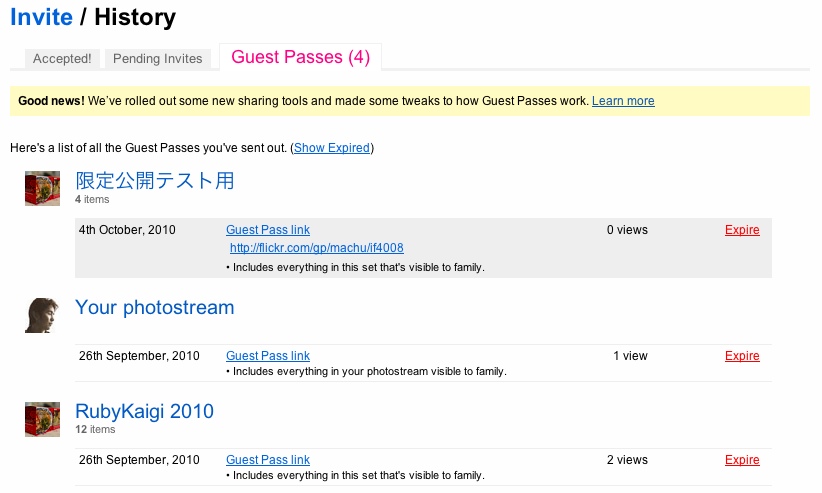 Invite / History
Accepted! Pending Invites Guest Passes (4)
Good news! We've rolled out some new sharing tools and made some tweaks to how Guest Passes work. Learn more
Here's a list of all the Guest Passes you've sent out. (Show Expired)
限定公開テスト用
4 items
4th October, 2010 Guest Pass link 0 views Expire
http://flickr.com/gp/machu/if4008
• Includes everything in this set that's visible to family.
Your photostream
26th September, 2010 Guest Pass link 1 view Expire
• Includes everything in your photostream visible to family.
RubyKaigi 2010
12 items
26th September, 2010 Guest Pass link 2 views Expire
• Includes everything in this set that's visible to family.